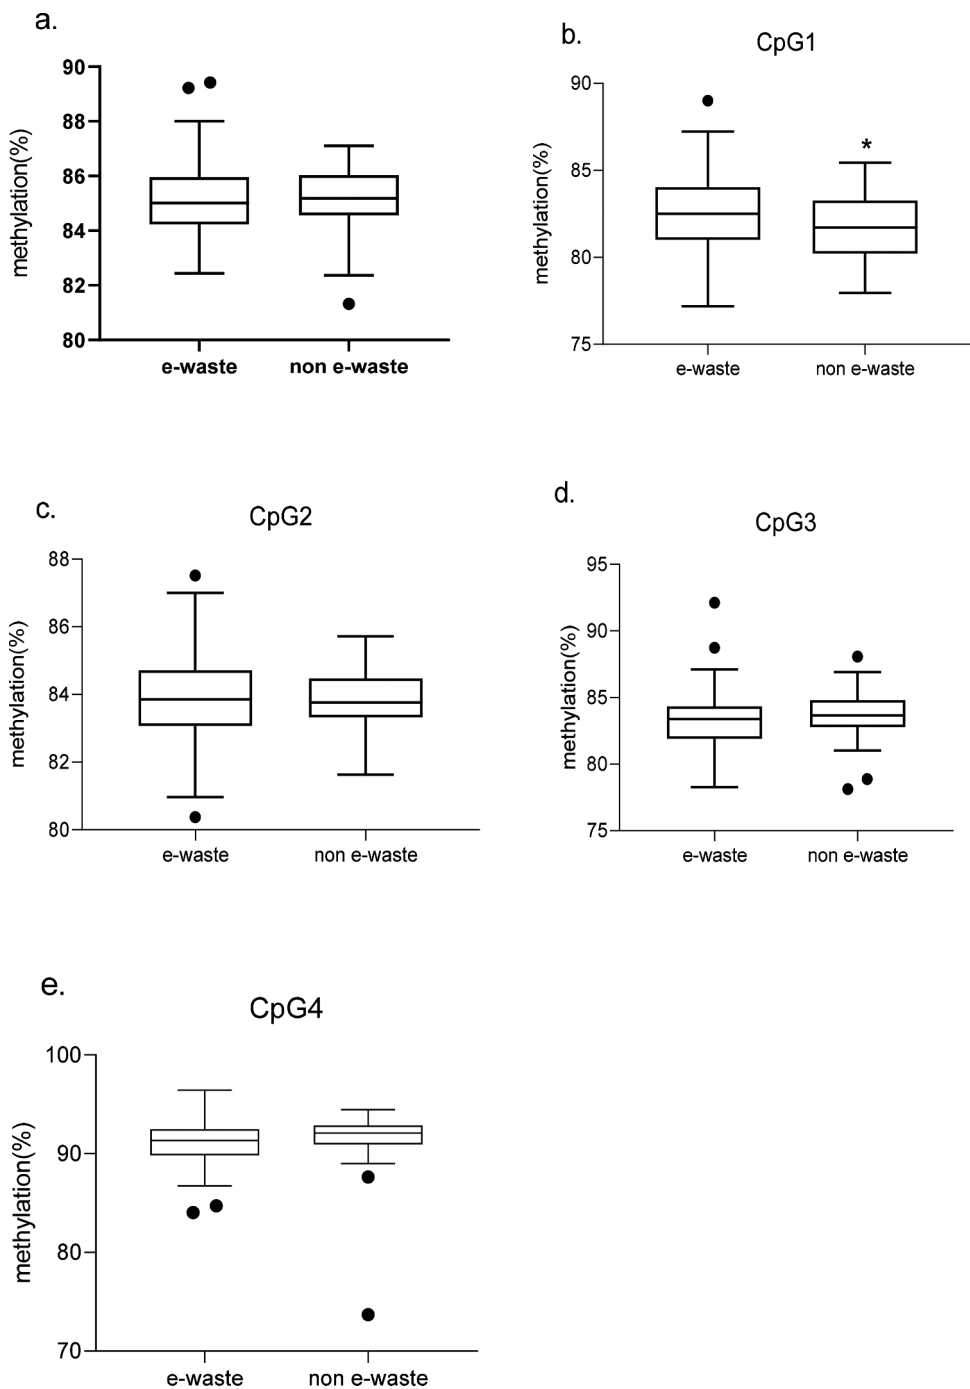 a.
methylation(%)
90
88
86
84
82
80
e-waste non e-waste
b.
CpG1
methylation(%)
90
85
80
75
*
e-waste non e-waste
c.
CpG2
methylation(%)
88
86
84
82
80
e-waste non e-waste
d.
CpG3
methylation(%)
95
90
85
80
75
e-waste non e-waste
e.
CpG4
methylation(%)
100
90
80
70
e-waste non e-waste